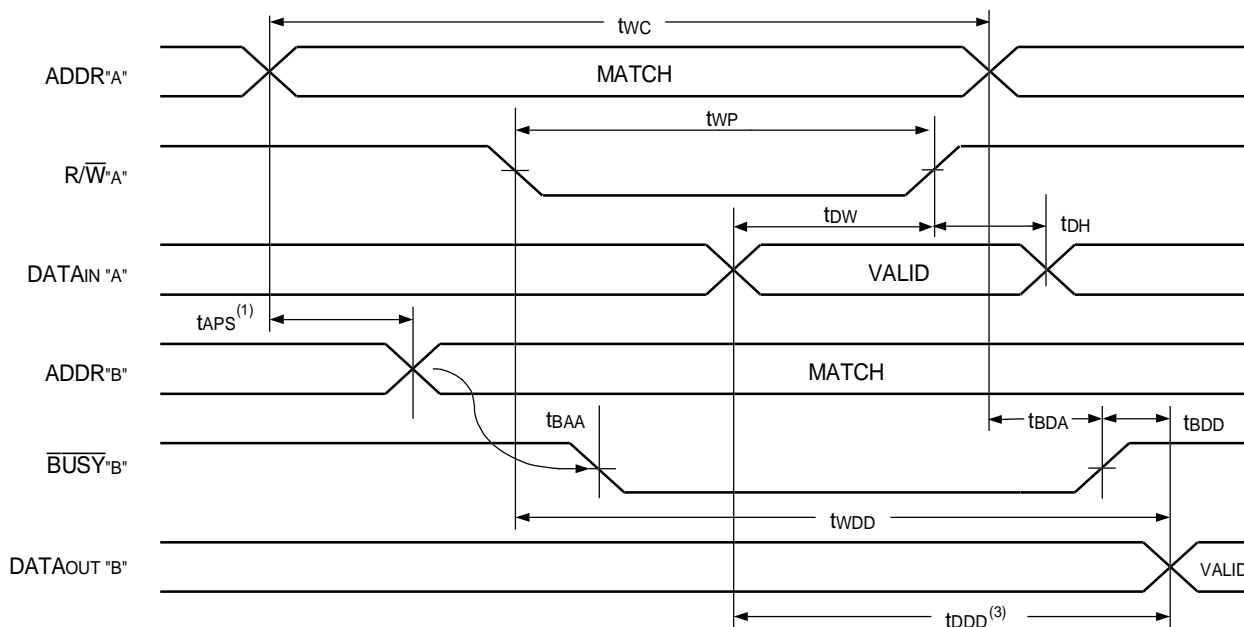 tWC
ADDR"A"
MATCH
tWP
R/W̅"A"
tDW
tDH
DATAIN "A"
VALID
tAPS(1)
ADDR"B"
MATCH
tBAA
tBDA
tBDD
B̅U̅S̅Y̅"B"
tWDD
DATAOUT "B"
VALID
tDDD(3)